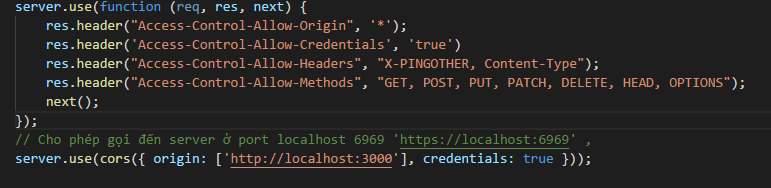 server.use(function (req, res, next) {
    res.header("Access-Control-Allow-Origin", '*');
    res.header('Access-Control-Allow-Credentials', 'true')
    res.header("Access-Control-Allow-Headers", "X-PINGOTHER, Content-Type");
    res.header("Access-Control-Allow-Methods", "GET, POST, PUT, PATCH, DELETE, HEAD, OPTIONS");
    next();
});
// Cho phép gọi đến server ở port localhost 6969 'https://localhost:6969' ,
server.use(cors({ origin: ['http://localhost:3000'], credentials: true }));